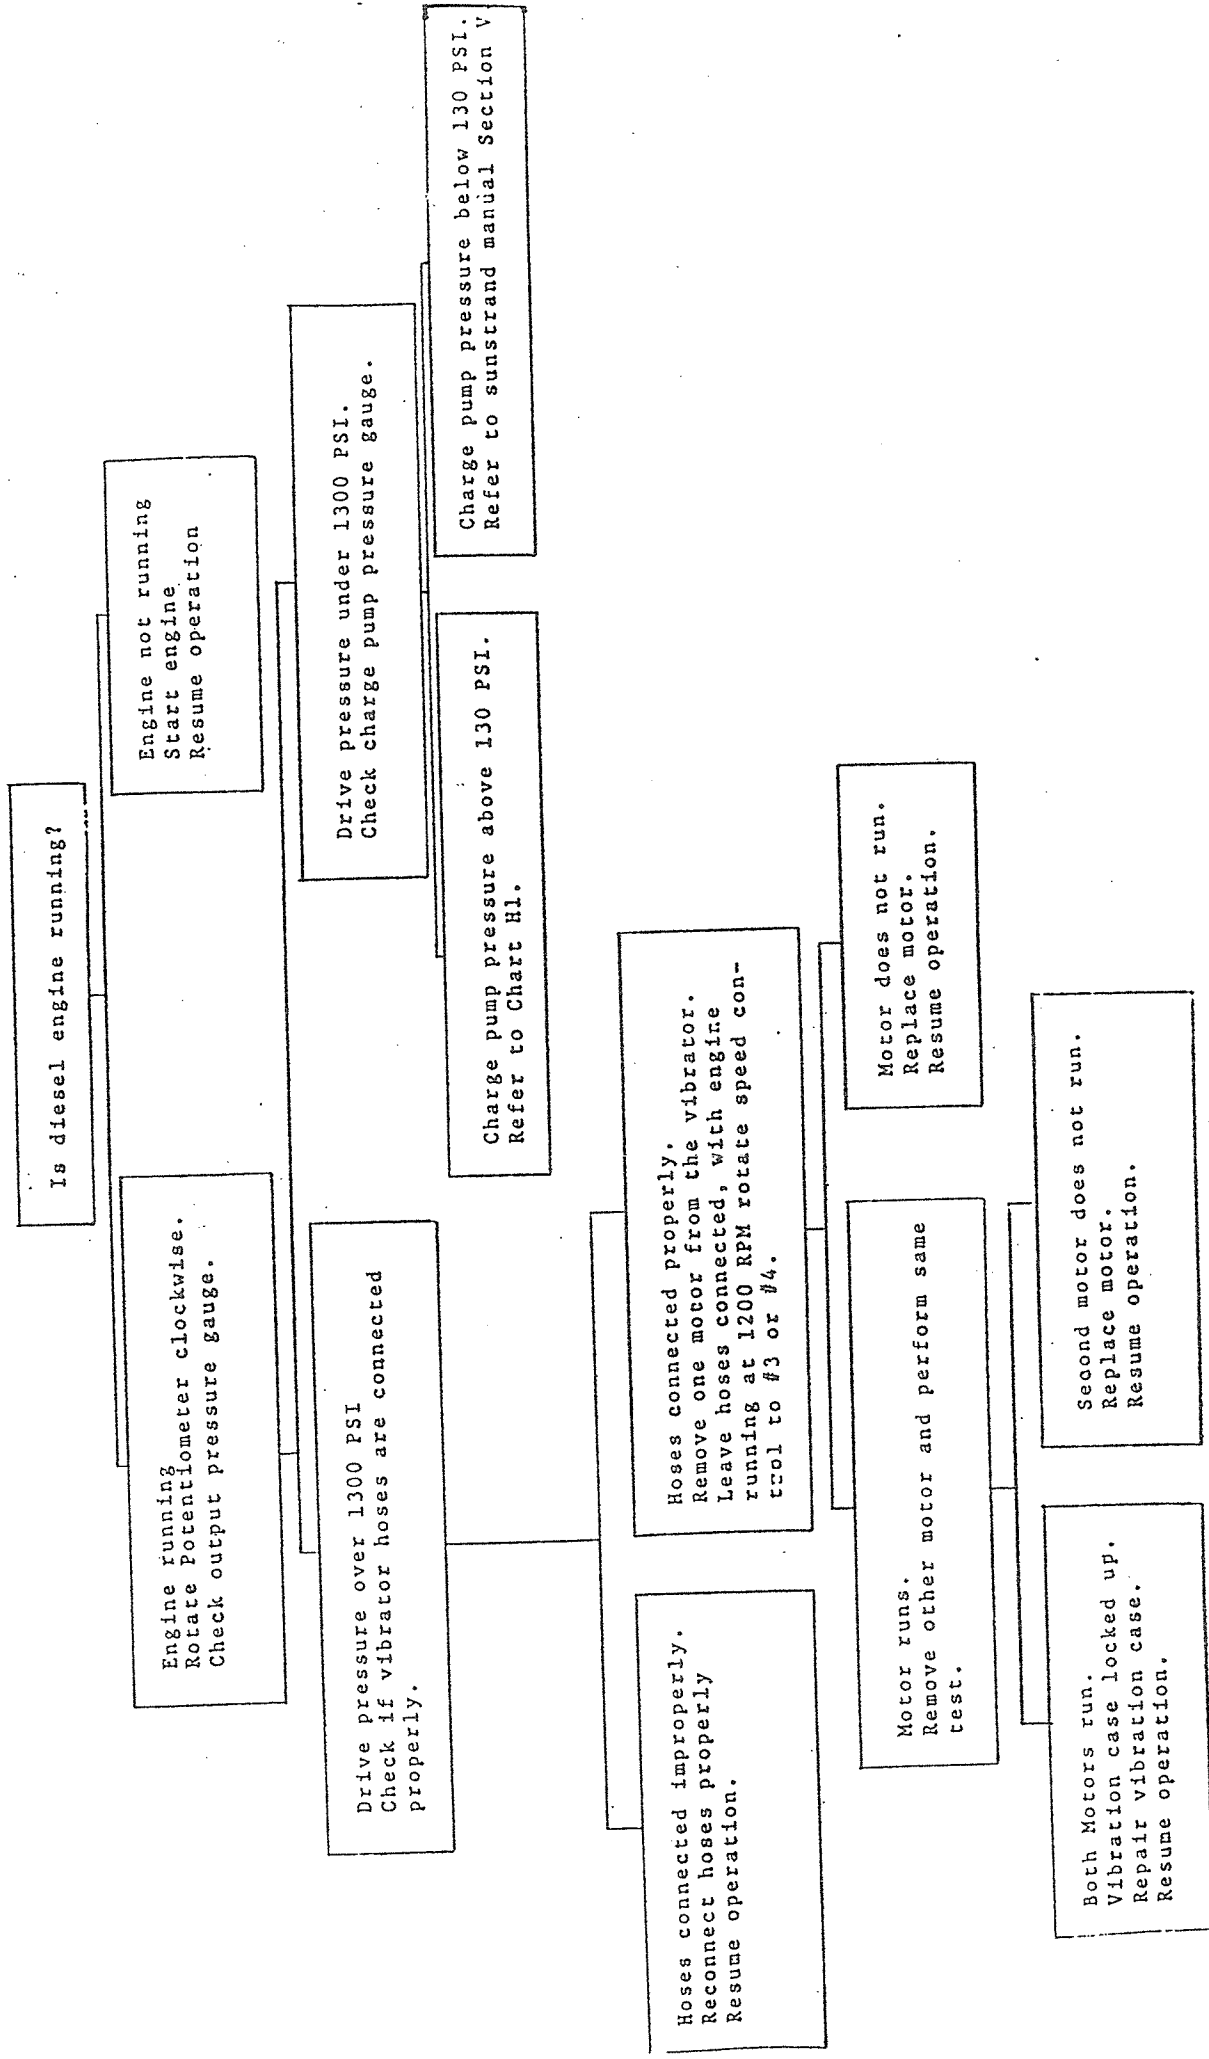 Is diesel engine running?
Engine running
Rotate Potentiometer clockwise.
Check output pressure gauge.
Engine not running
Start engine
Resume operation
Drive pressure over 1300 PSI
Check if vibrator hoses are connected
properly.
Drive pressure under 1300 PSI.
Check charge pump pressure gauge.
Charge pump pressure above 130 PSI.
Refer to Chart H1.
Charge pump pressure below 130 PSI.
Refer to sunstrand manual Section V
Hoses connected improperly.
Reconnect hoses properly
Resume operation.
Hoses connected properly.
Remove one motor from the vibrator.
Leave hoses connected, with engine
running at 1200 RPM rotate speed con-
trol to #3 or #4.
Motor runs.
Remove other motor and perform same
test.
Motor does not run.
Replace motor.
Resume operation.
Both Motors run.
Vibration case locked up.
Repair vibration case.
Resume operation.
Second motor does not run.
Replace motor.
Resume operation.